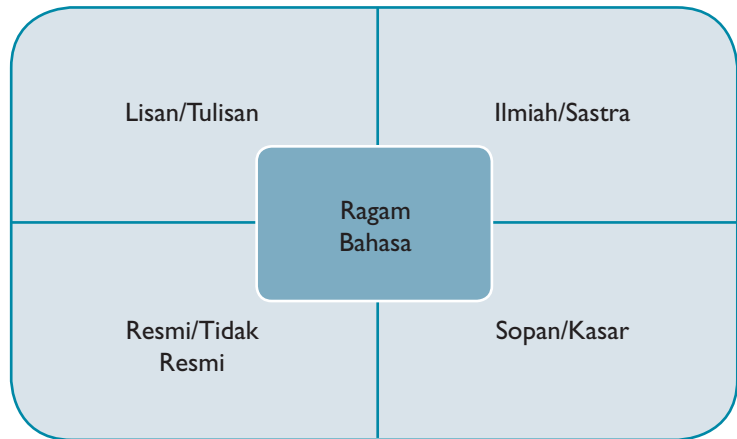 Lisan/Tulisan
Ilmiah/Sastra
Ragam
Bahasa
Resmi/Tidak
Resmi
Sopan/Kasar